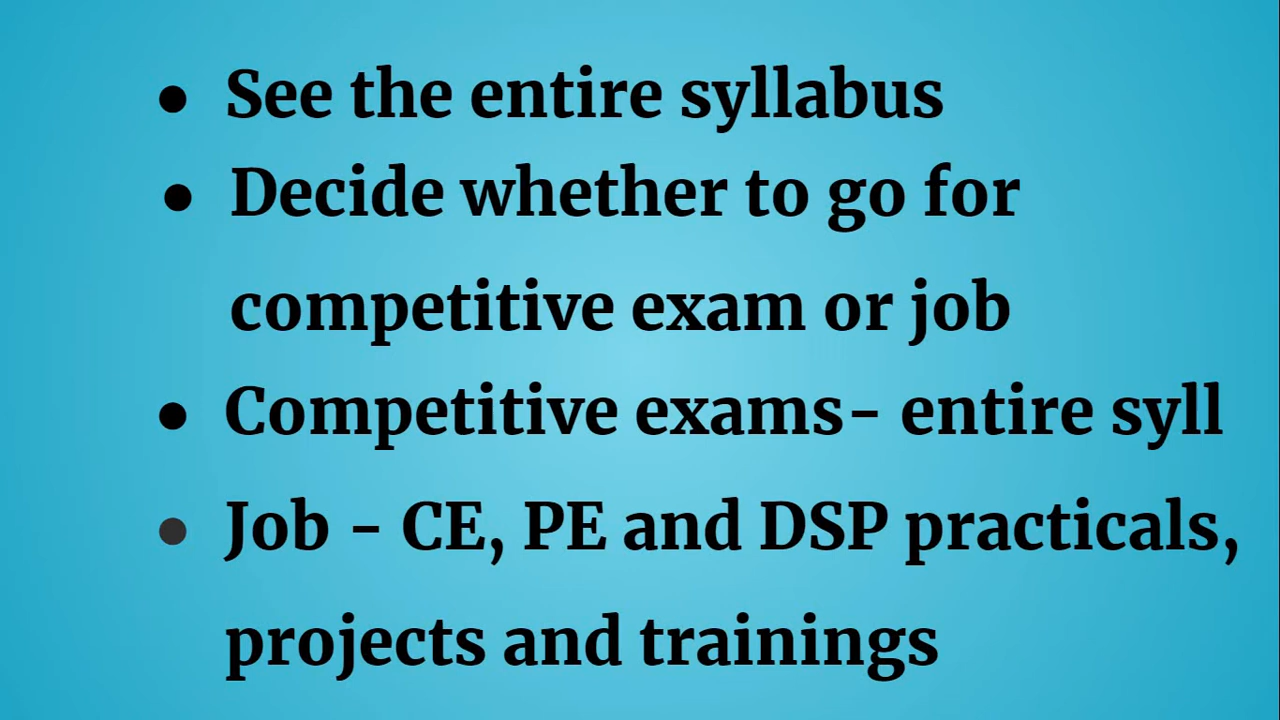 ● See the entire syllabus
● Decide whether to go for
competitive exam or job
● Competitive exams- entire syll
● Job - CE, PE and DSP practicals,
projects and trainings